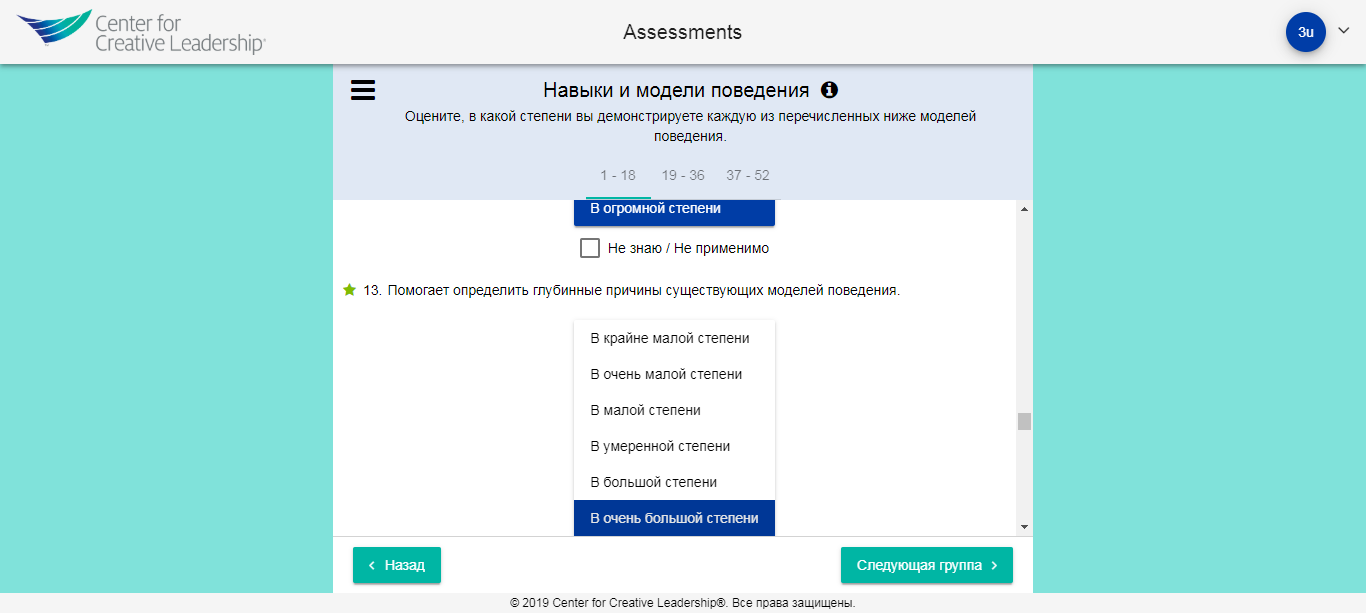 Center for
Creative Leadership®
Assessments
3u
Навыки и модели поведения
Оцените, в какой степени вы демонстрируете каждую из перечисленных ниже моделей
поведения.
1 - 18 19 - 36 37 - 52
В огромной степени
Не знаю / Не применимо
13. Помогает определить глубинные причины существующих моделей поведения.
В крайне малой степени
В очень малой степени
В малой степени
В умеренной степени
В большой степени
В очень большой степени
Назад
Следующая группа
© 2019 Center for Creative Leadership®. Все права защищены.